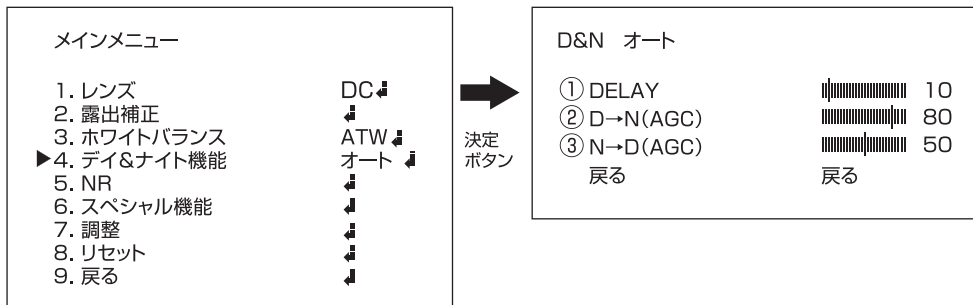 メインメニュー
1. レンズ DC
2. 露出補正
3. ホワイトバランス ATW
▶4. デイ&ナイト機能 オート
5. NR
6. スペシャル機能
7. 調整
8. リセット
9. 戻る
決定
ボタン
D&N オート
① DELAY 10
② D→N(AGC) 80
③ N→D(AGC) 50
戻る 戻る